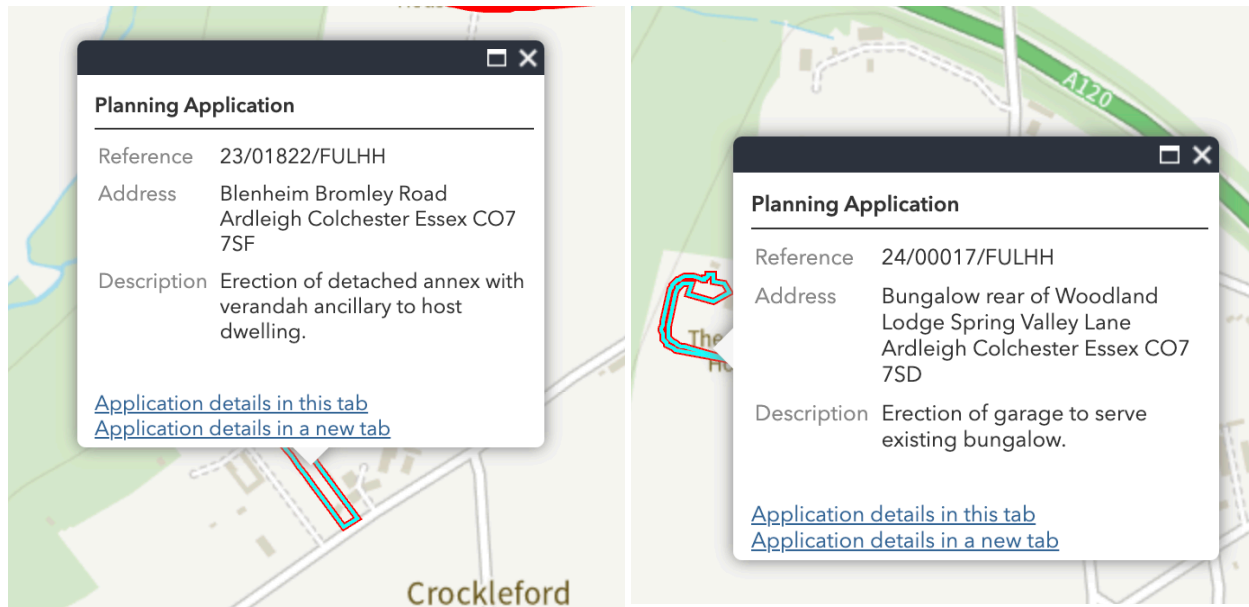 Planning Application
Reference 23/01822/FULHH
Address Blenheim Bromley Road
Ardleigh Colchester Essex CO7
7SF
Description Erection of detached annex with
verandah ancillary to host
dwelling.
Application details in this tab
Application details in a new tab
Crockleford
A120
Planning Application
Reference 24/00017/FULHH
Address Bungalow rear of Woodland
Lodge Spring Valley Lane
Ardleigh Colchester Essex CO7
7SD
Description Erection of garage to serve
existing bungalow.
Application details in this tab
Application details in a new tab
The